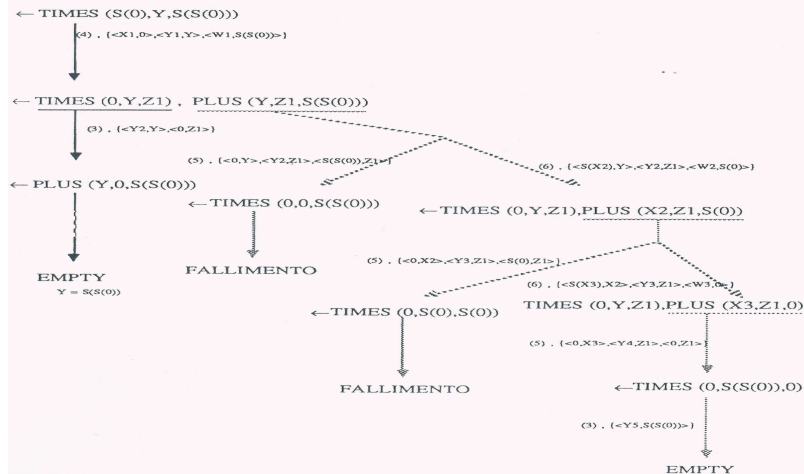 ← TIMES (S(0),Y,S(S(0)))
(4) , {<X1,0>,<Y1,Y>,<W1,S(S(0))>}
← TIMES (0,Y,Z1) , PLUS (Y,Z1,S(S(0)))
(3) , {<Y2,Y>,<0,Z1>}
(5) , {<0,Y>,<Y2,Z1>,<S(S(0)),Z1>}
(6) , {<S(X2),Y>,<Y2,Z1>,<W2,S(0)>}
← PLUS (Y,0,S(S(0)))
← TIMES (0,0,S(S(0)))
← TIMES (0,Y,Z1),PLUS (X2,Z1,S(0))
EMPTY
Y = S(S(0))
FALLIMENTO
(5) , {<0,X2>,<Y3,Z1>,<S(0),Z1>}
(6) , {<S(X3),X2>,<Y3,Z1>,<W3,0>}
←TIMES (0,S(0),S(0))
TIMES (0,Y,Z1),PLUS (X3,Z1,0)
(5) , {<0,X3>,<Y4,Z1>,<0,Z1>}
FALLIMENTO
←TIMES (0,S(S(0)),0)
(3) , {<Y5,S(S(0))>}
EMPTY